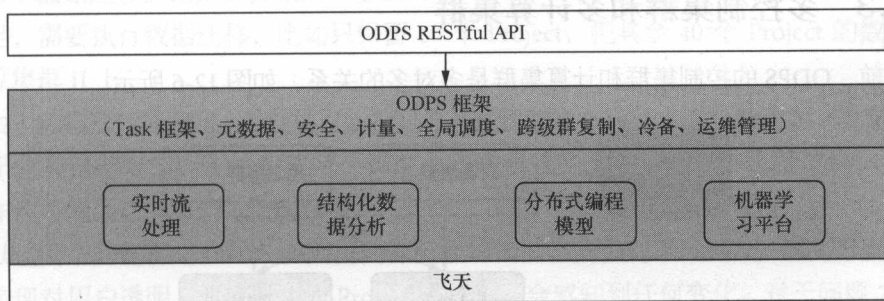 ODPS RESTful API
ODPS 框架
（Task 框架、元数据、安全、计量、全局调度、跨级群复制、冷备、运维管理）
实时流
处理
结构化数
据分析
分布式编程
模型
机器学
习平台
飞天